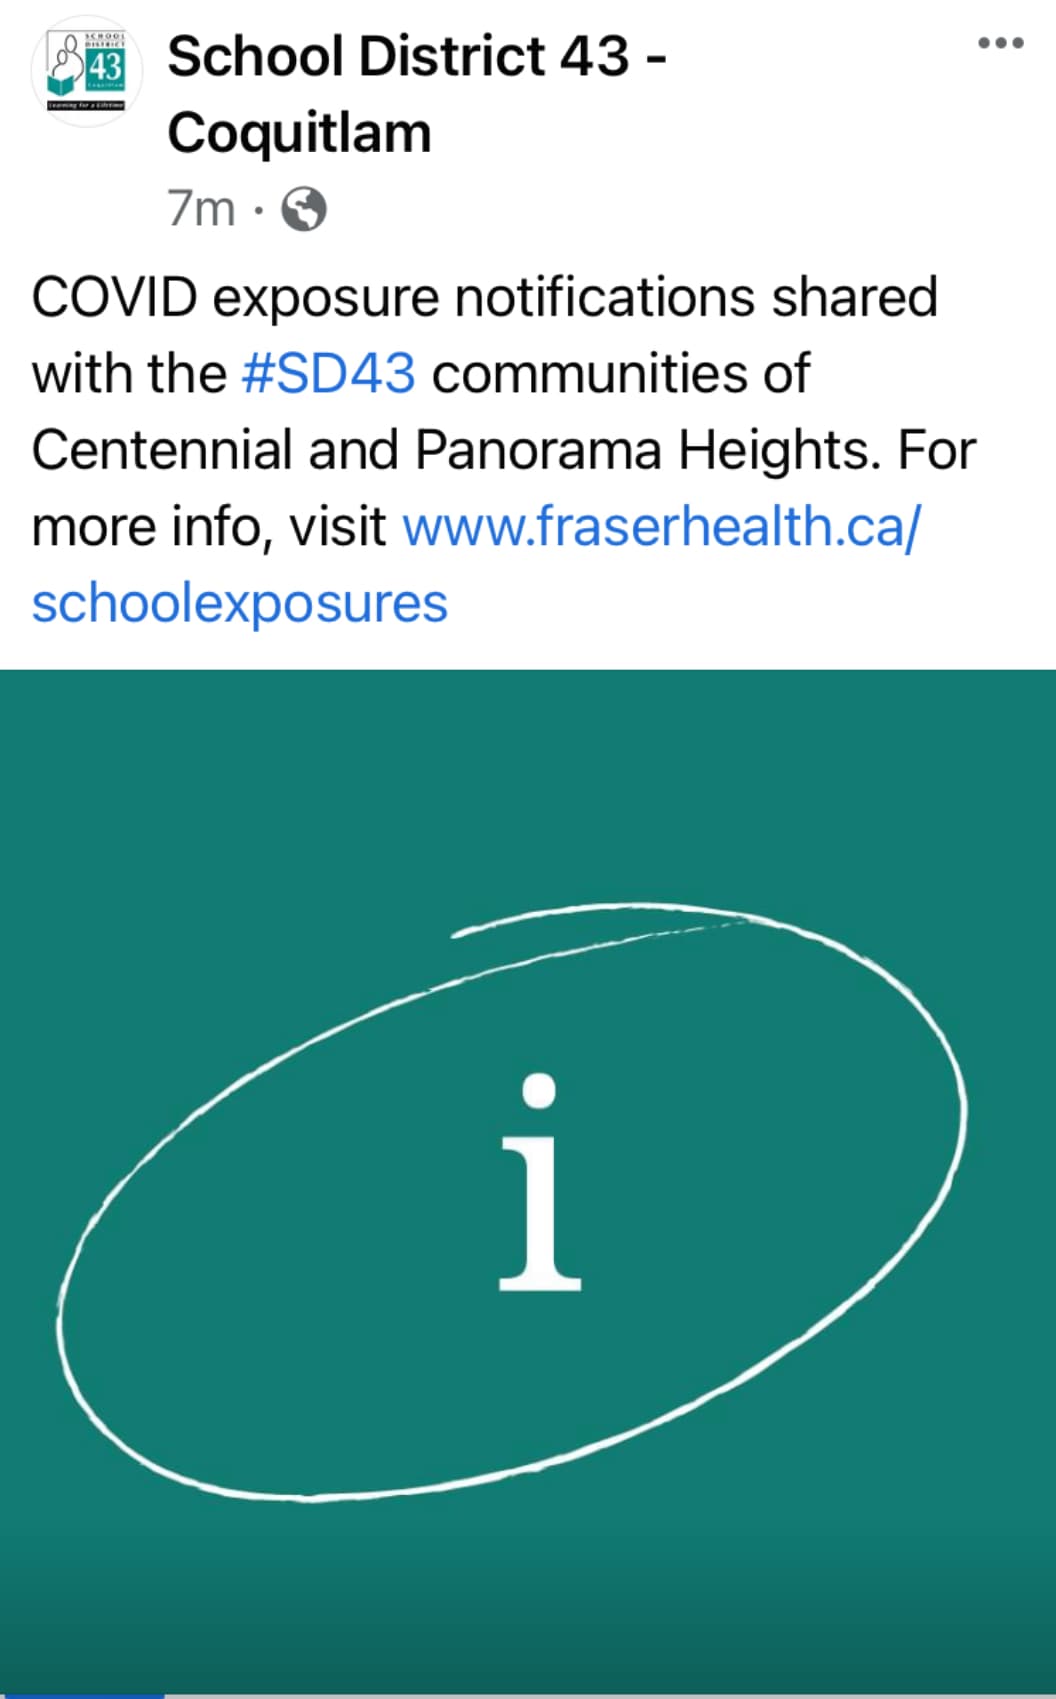 SCHOOL
DISTRICT
43
Coquitlam
Learning for a Lifetime
School District 43 -
Coquitlam
7m ·
COVID exposure notifications shared
with the #SD43 communities of
Centennial and Panorama Heights. For
more info, visit www.fraserhealth.ca/
schoolexposures
i